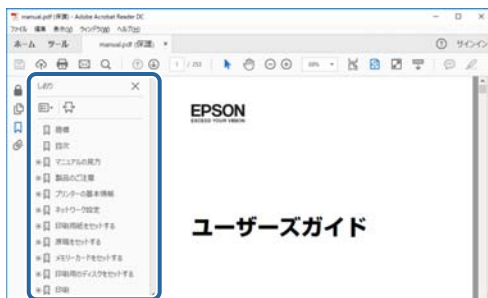 manual.pdf (保護) - Adobe Acrobat Reader DC
ファイル 編集 表示(V) ウィンドウ(W) ヘルプ(H)
ホーム ツール manual.pdf (保護) ×
サインイン
1 / 253
しおり
商標
目次
マニュアルの見方
製品のご注意
プリンターの基本情報
ネットワーク設定
印刷用紙をセットする
原稿をセットする
メモリーカードをセットする
印刷用のディスクをセットする
印刷
EPSON
EXCEED YOUR VISION
ユーザーズガイド